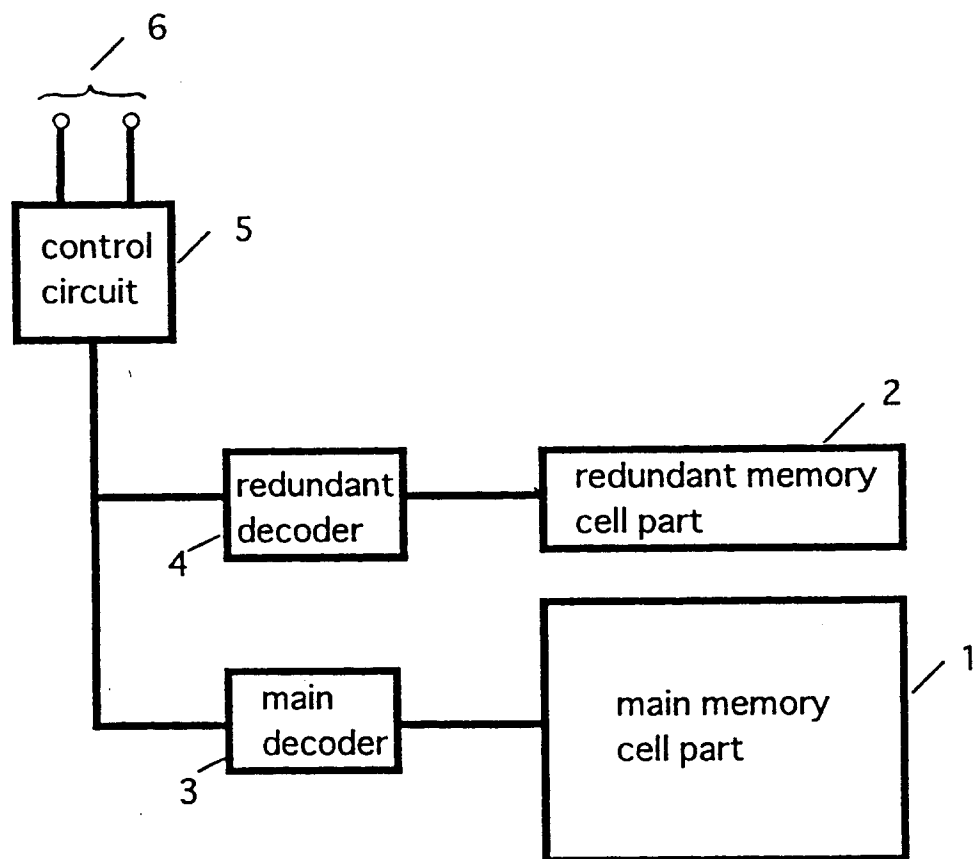 6
control
circuit
5
2
redundant
decoder
4
redundant memory
cell part
1
main
decoder
3
main memory
cell part